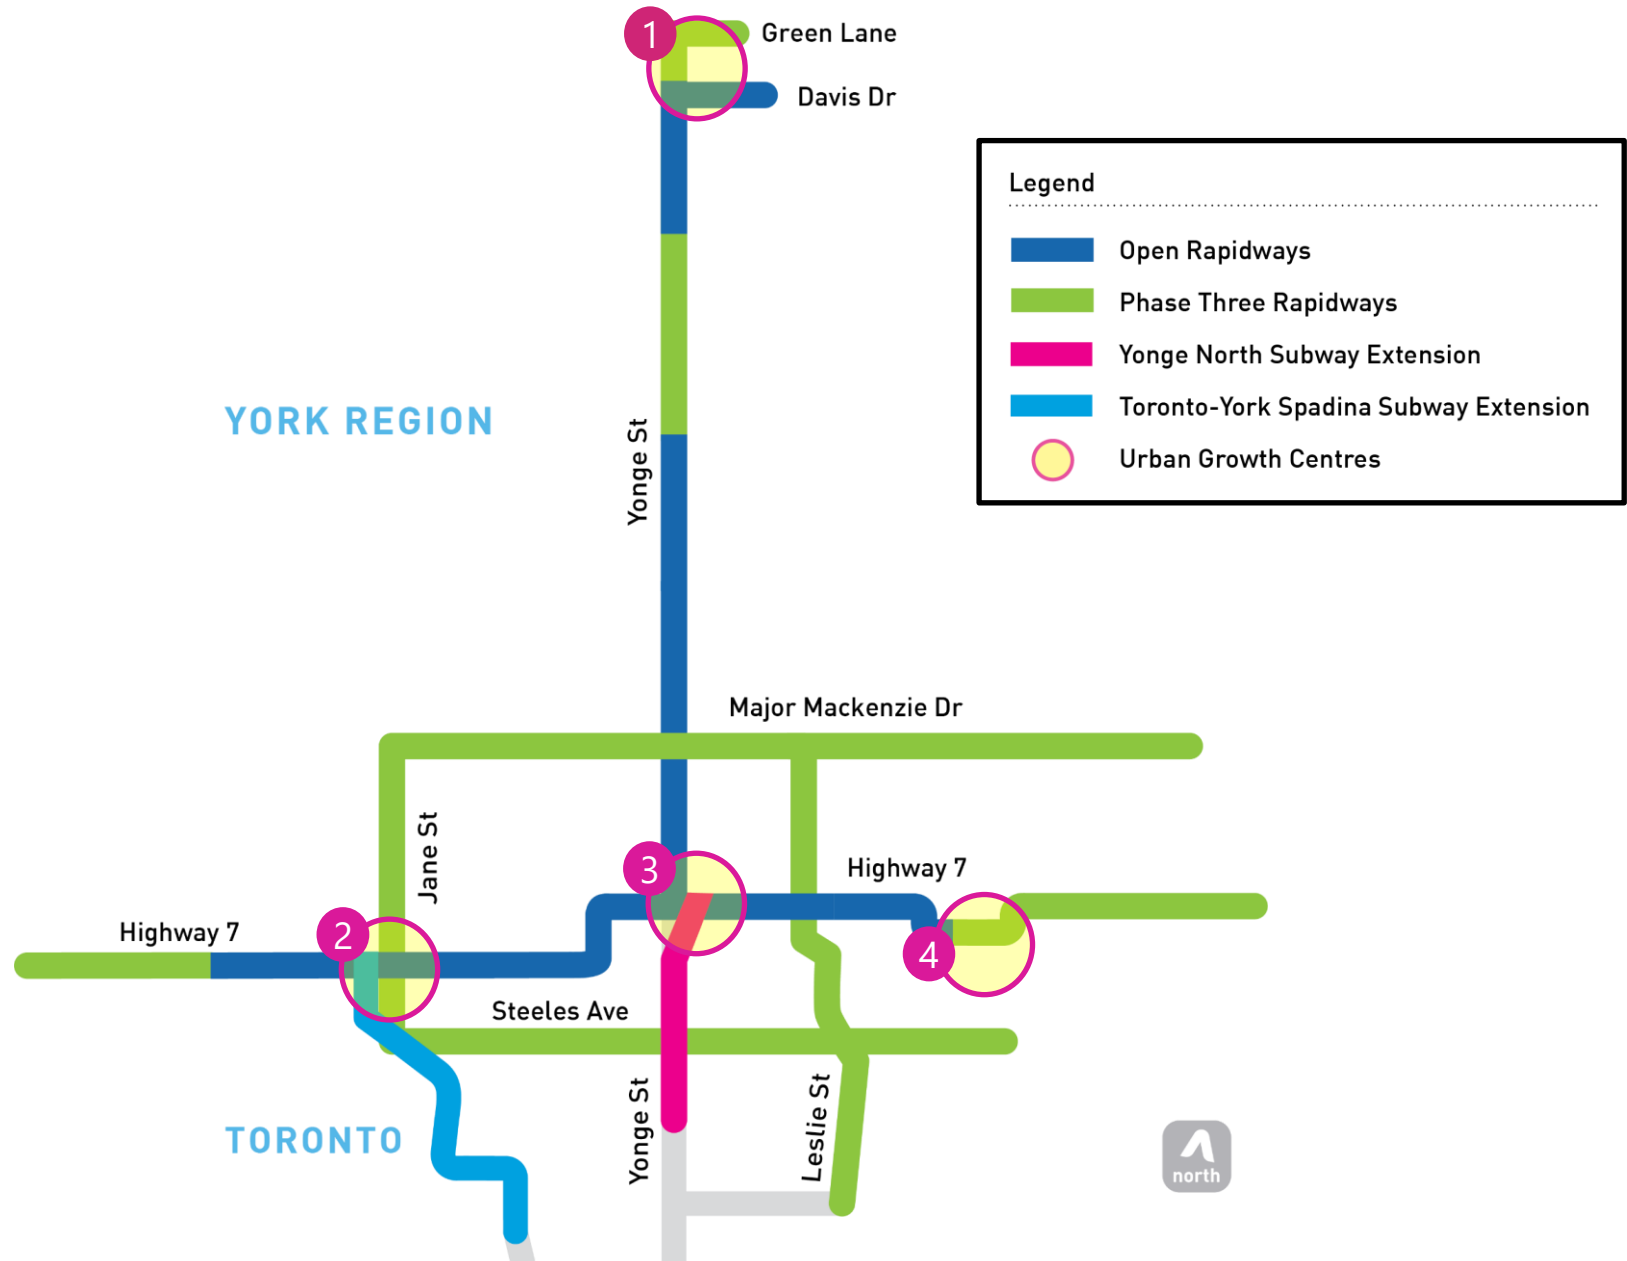 1
Green Lane
Davis Dr
Legend
Open Rapidways
Phase Three Rapidways
Yonge North Subway Extension
Toronto-York Spadina Subway Extension
Urban Growth Centres
YORK REGION
Yonge St
Major Mackenzie Dr
Jane St
3
Highway 7
Highway 7
2
4
Steeles Ave
TORONTO
Yonge St
Leslie St
north